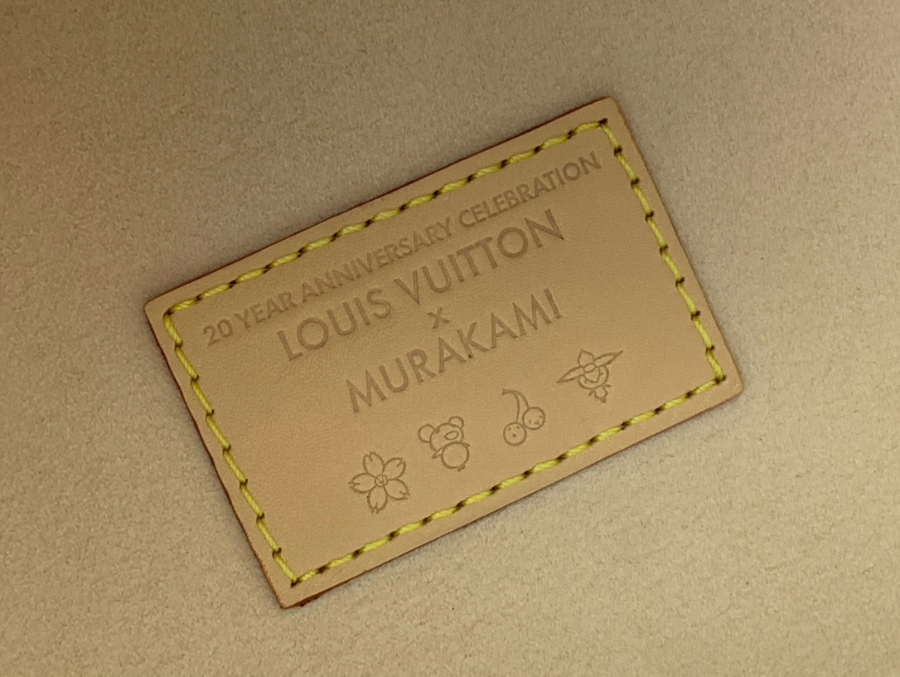 20 YEAR ANNIVERSARY CELEBRATION
LOUIS VUITTON
x
MURAKAMI